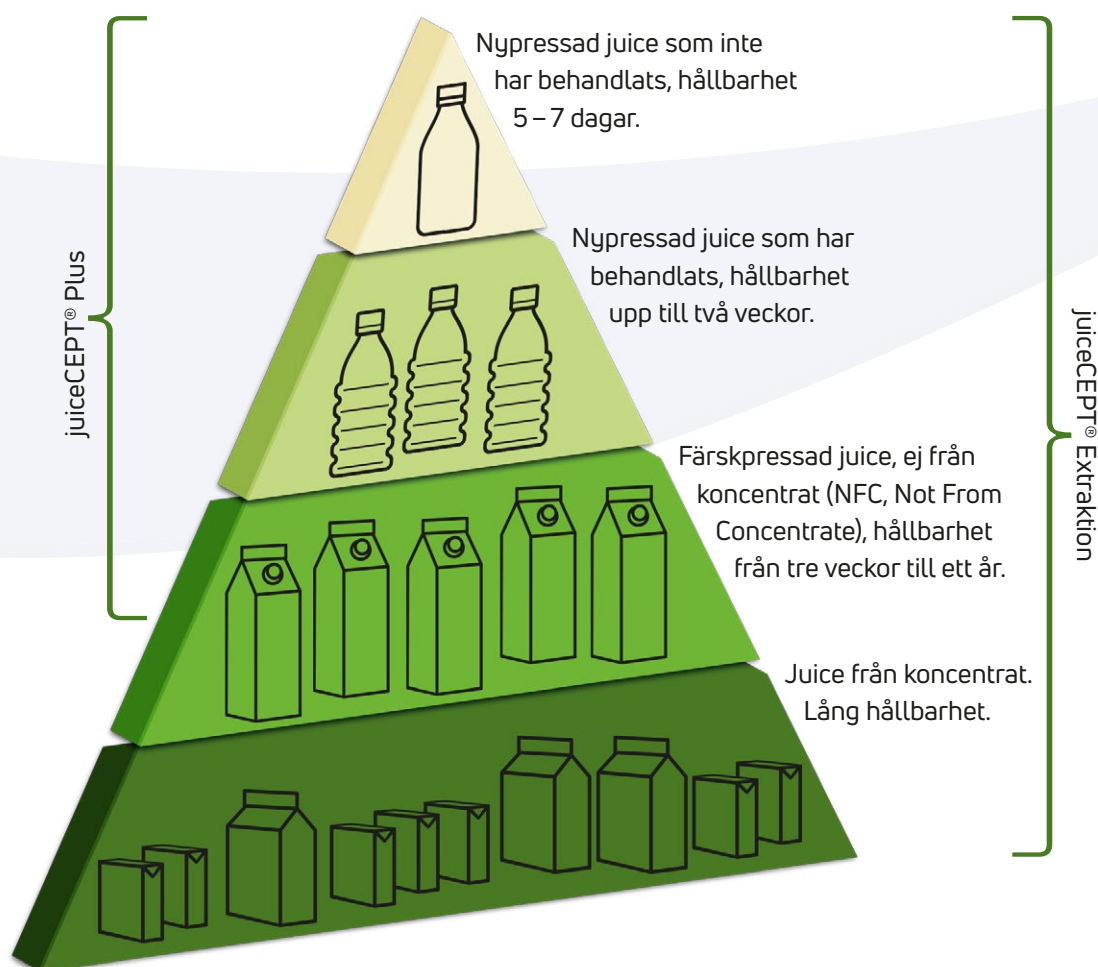 Nypressad juice som inte
har behandlats, hållbarhet
5 – 7 dagar.
Nypressad juice som har
behandlats, hållbarhet
upp till två veckor.
juiceCEPT® Plus
juiceCEPT® Extraktion
Färskpressad juice, ej från
koncentrat (NFC, Not From
Concentrate), hållbarhet
från tre veckor till ett år.
Juice från koncentrat.
Lång hållbarhet.